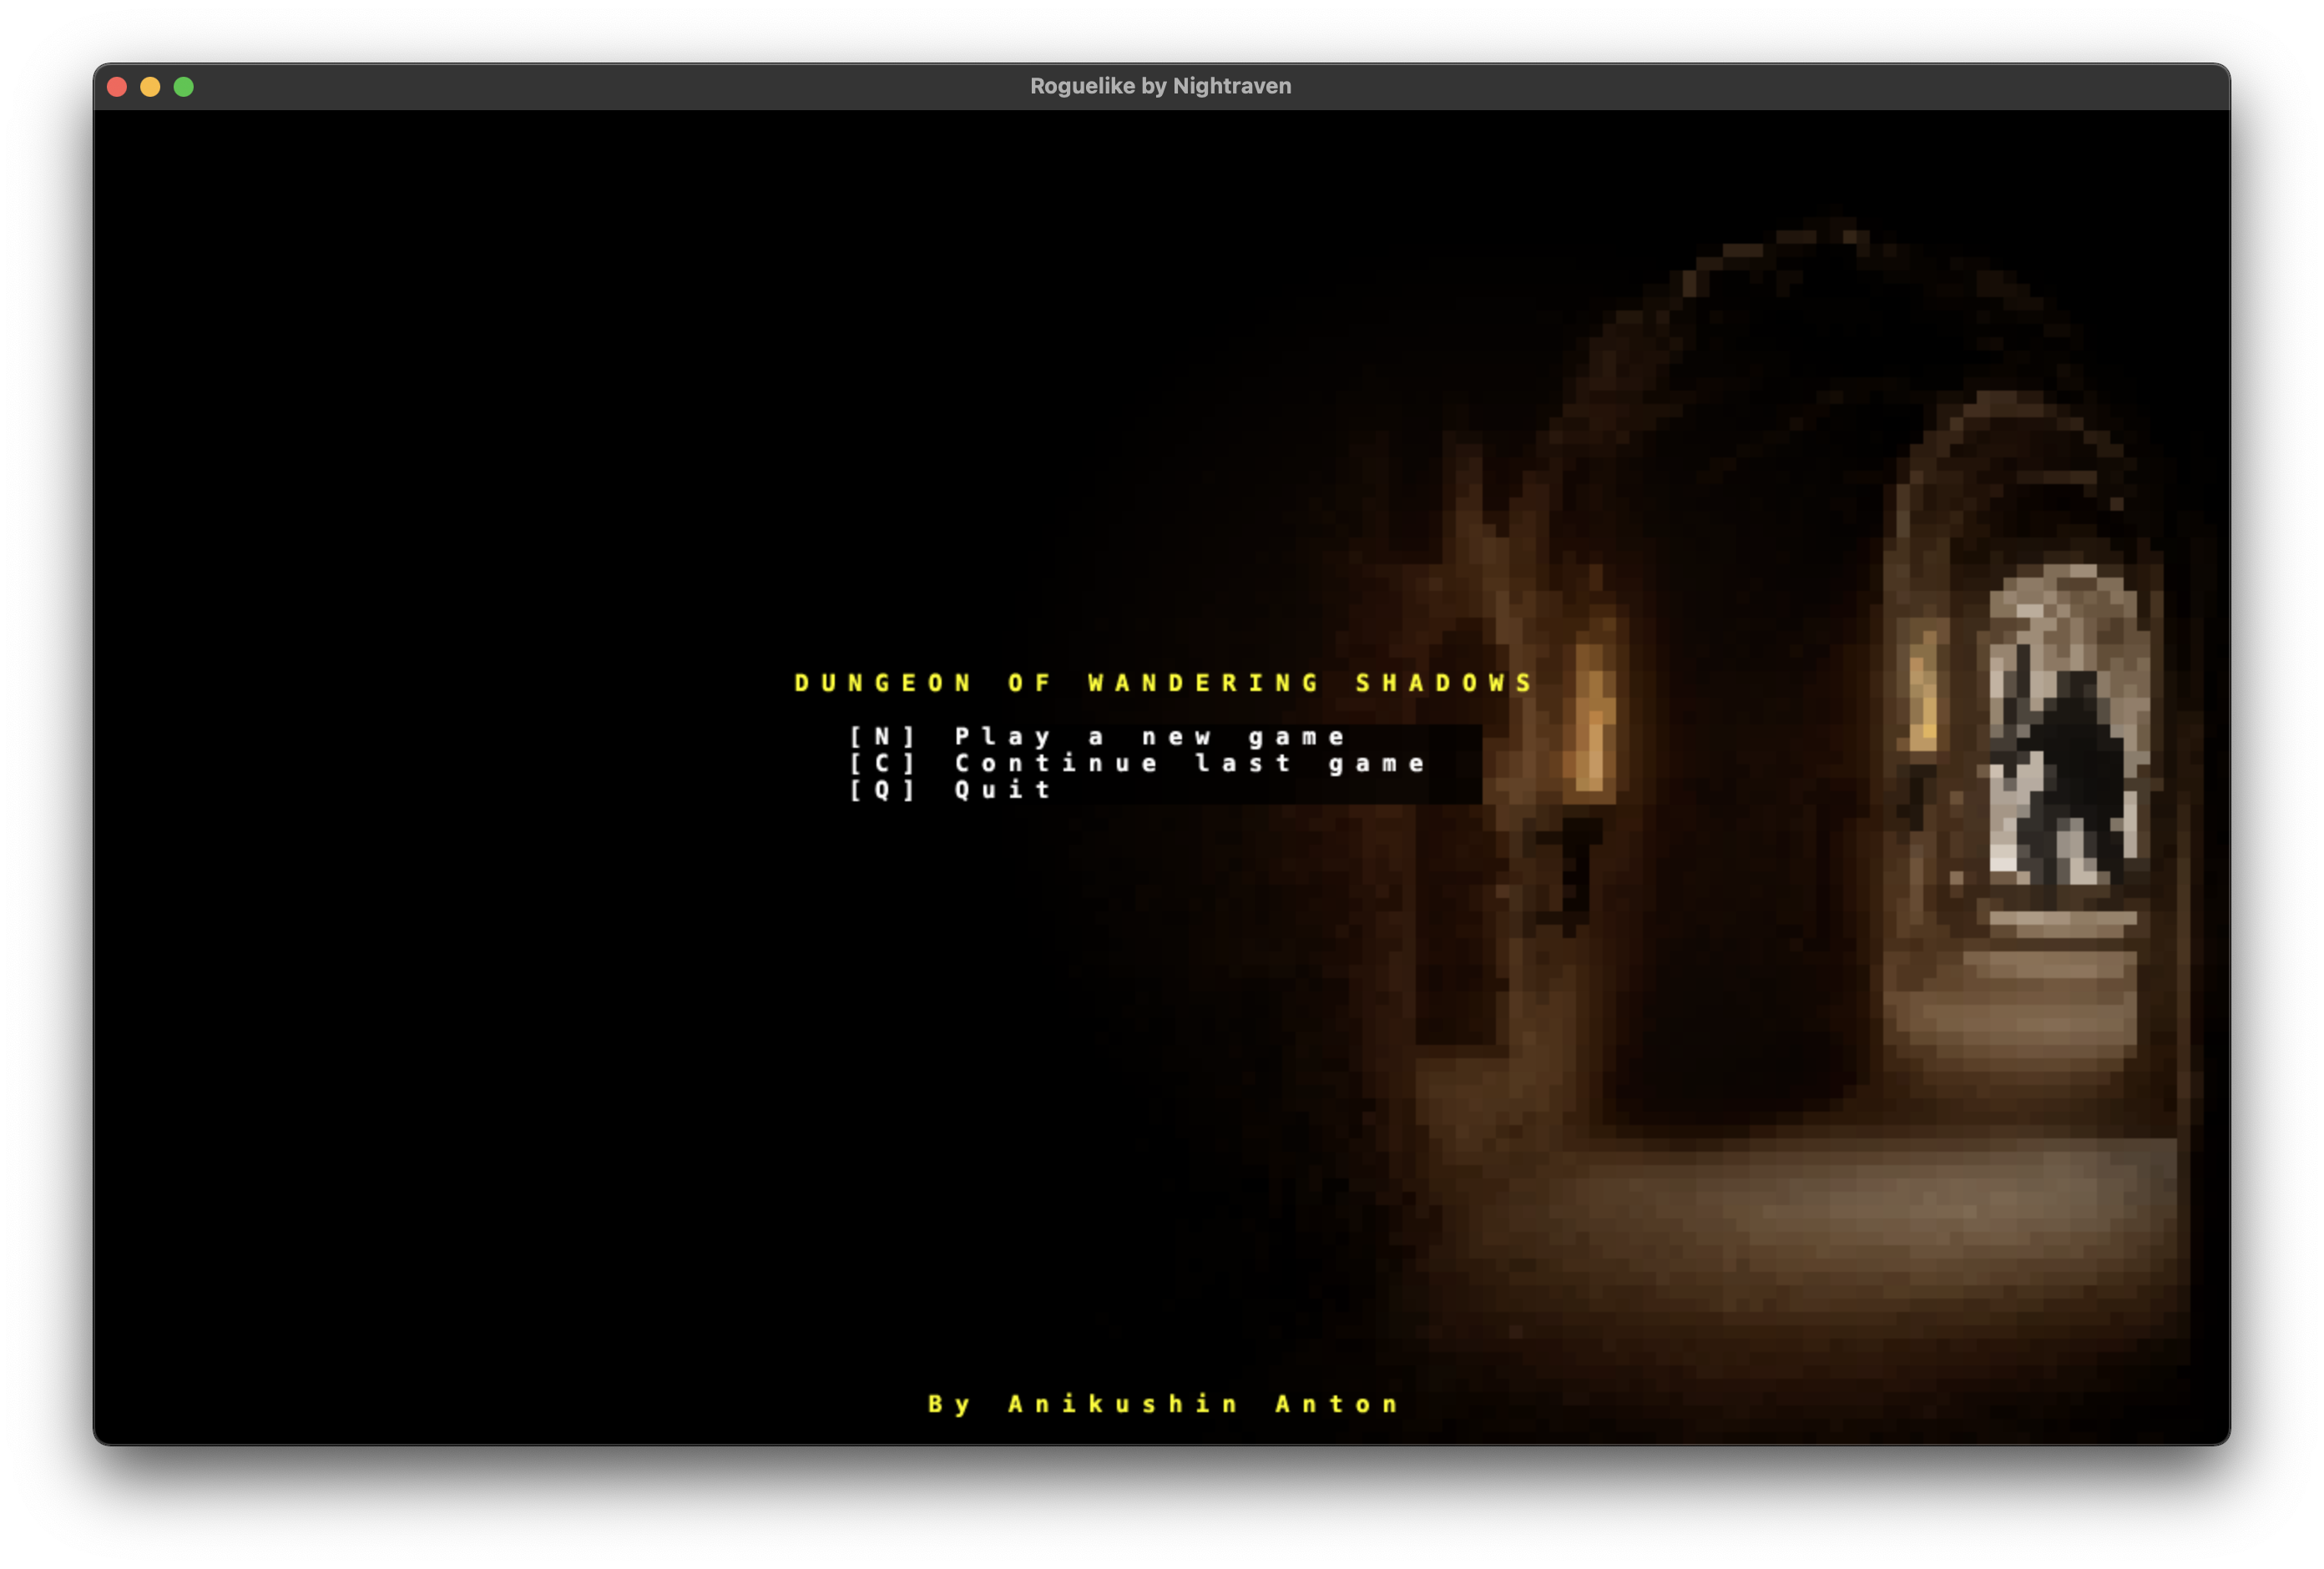 Roguelike by Nightraven
DUNGEON OF WANDERING SHADOWS
[N] Play a new game
[C] Continue last game
[Q] Quit
By Anikushin Anton